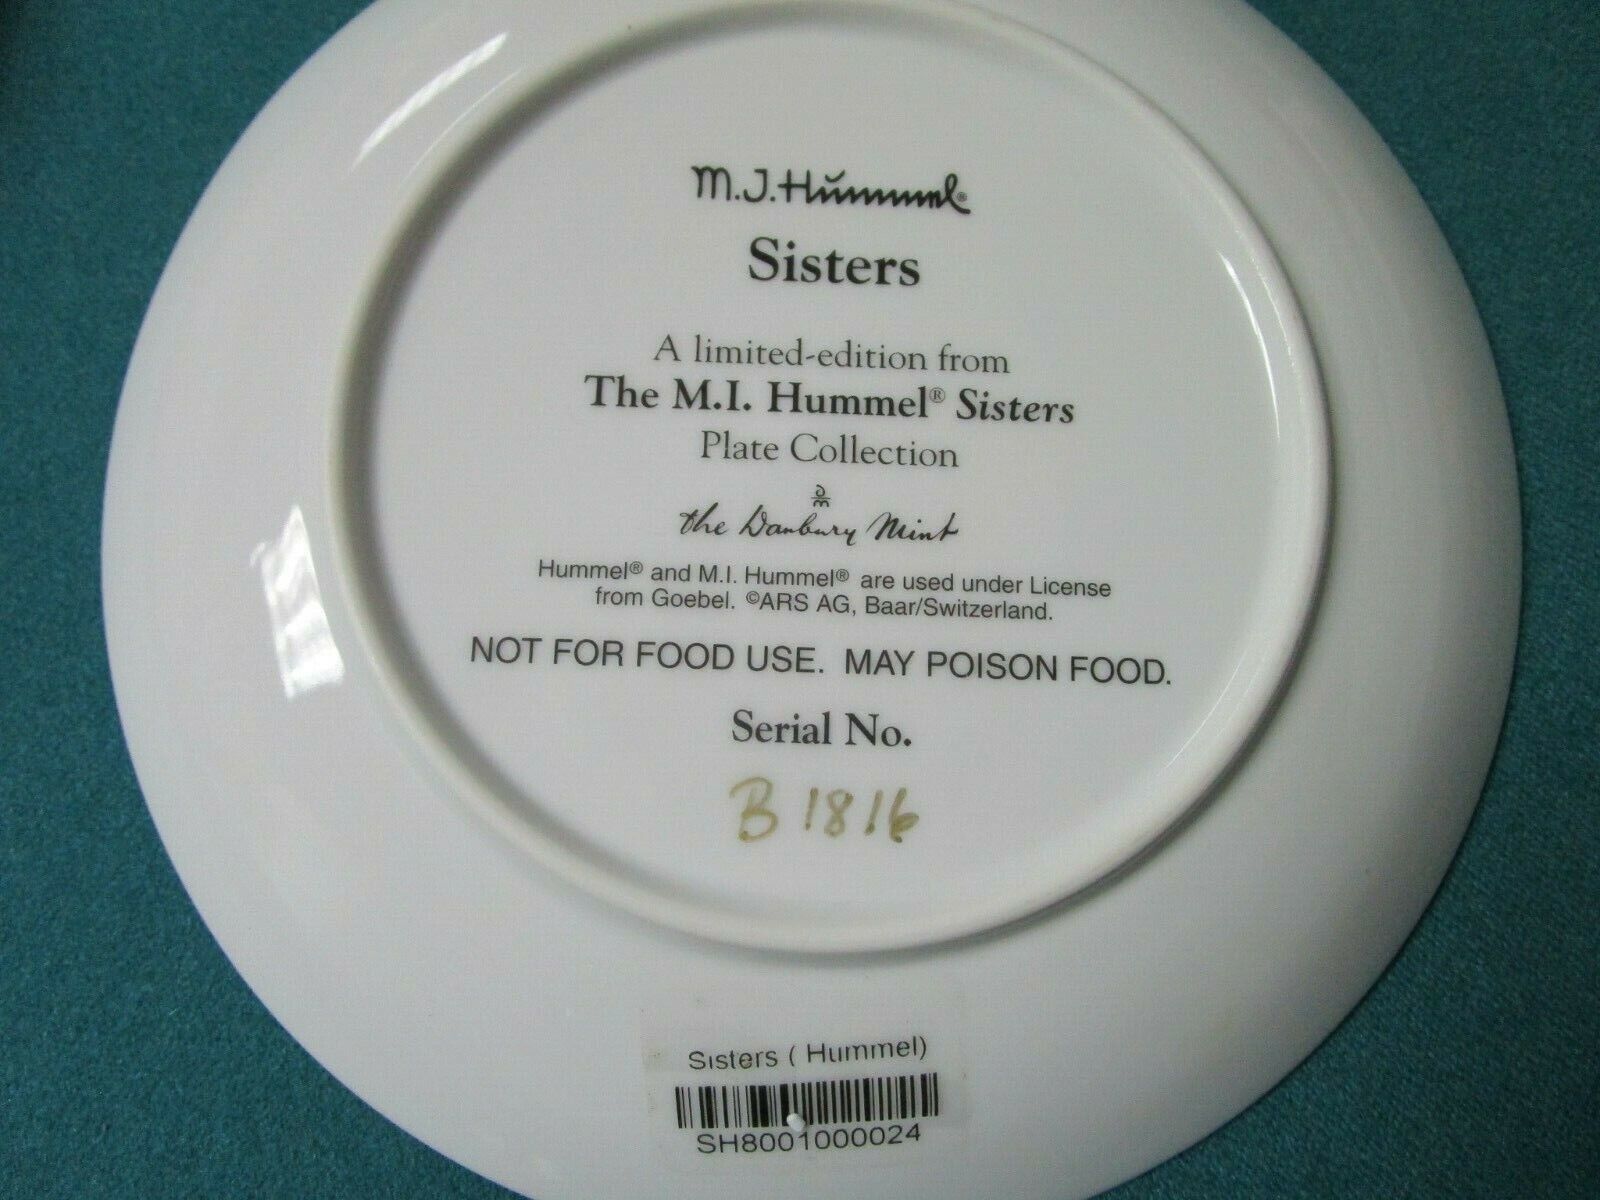 M.J.Hummel®
Sisters
A limited-edition from
The M.I. Hummel® Sisters
Plate Collection
the Danbury Mint
Hummel® and M.I. Hummel® are used under License
from Goebel. ©ARS AG, Baar/Switzerland.
NOT FOR FOOD USE. MAY POISON FOOD.
Serial No.
B 1816
Sisters ( Hummel)
SH8001000024